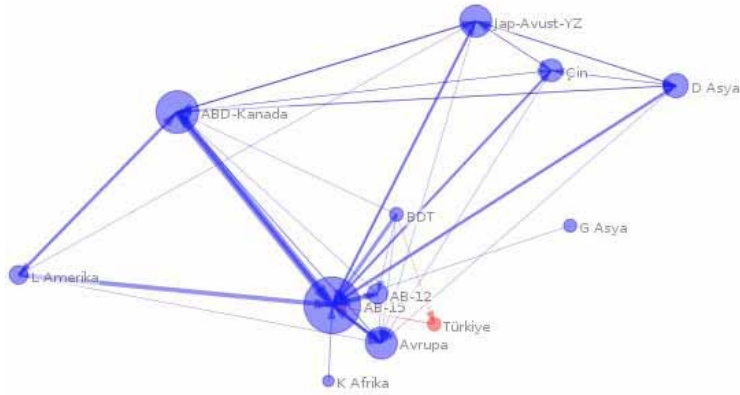 Jap-Avust-YZ
Çin
D Asya
ABD-Kanada
BDT
G Asya
L Amerika
AB-12
AB-15
Türkiye
Avrupa
K Afrika